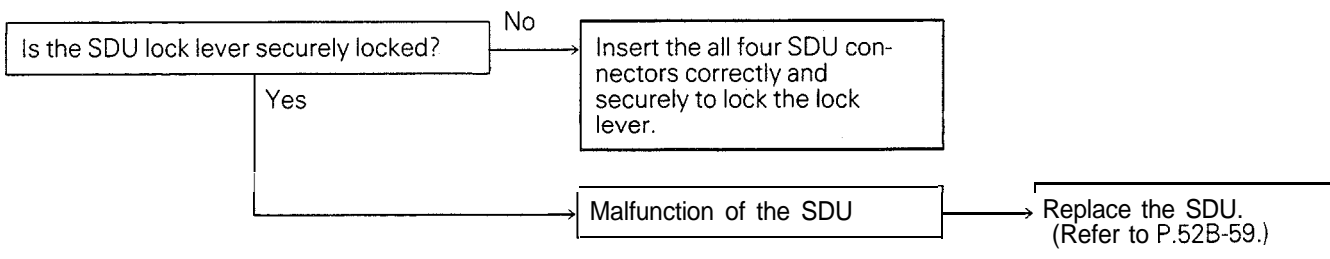 Is the SDU lock lever securely locked?
No
Insert the all four SDU con-
nectors correctly and
securely to lock the lock
lever.
Yes
Malfunction of the SDU
Replace the SDU.
(Refer to P.52B-59.)